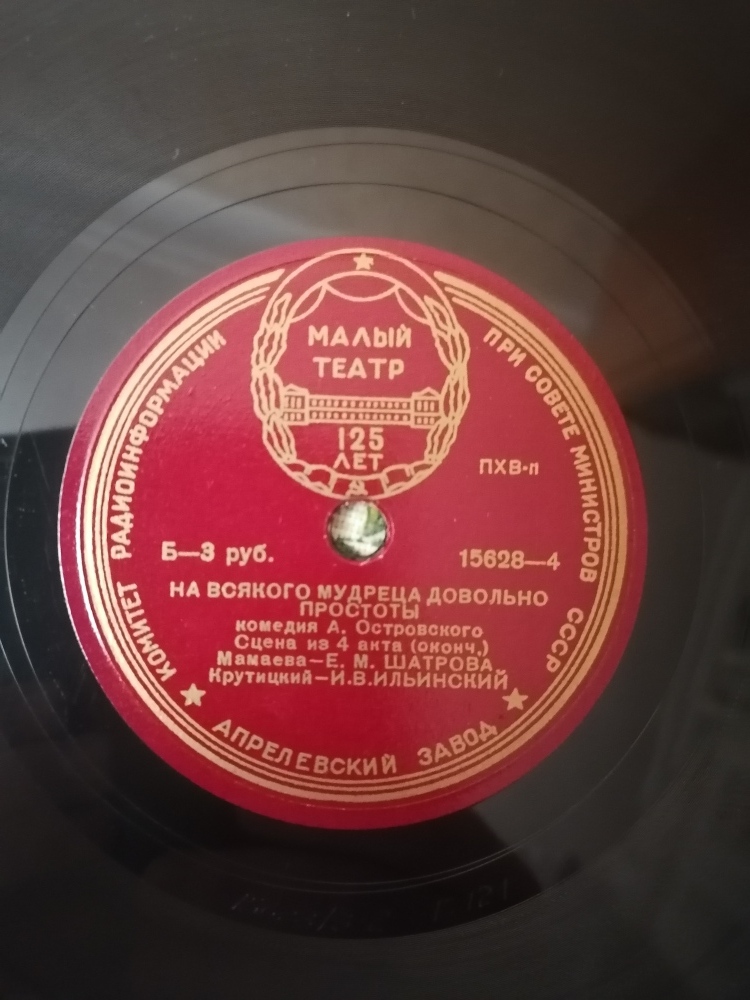 КОМИТЕТ РАДИОИНФОРМАЦИИ
ПРИ СОВЕТЕ МИНИСТРОВ СССР
МАЛЫЙ
ТЕАТР
125
ЛЕТ
ПХВ-п
Б—3 руб.
15628—4
НА ВСЯКОГО МУДРЕЦА ДОВОЛЬНО
ПРОСТОТЫ
комедия А. Островского
Сцена из 4 акта (оконч.)
Мамаева—Е. М. ШАТРОВА
Крутицкий—И.В.ИЛЬИНСКИЙ
АПРЕЛЕВСКИЙ ЗАВОД